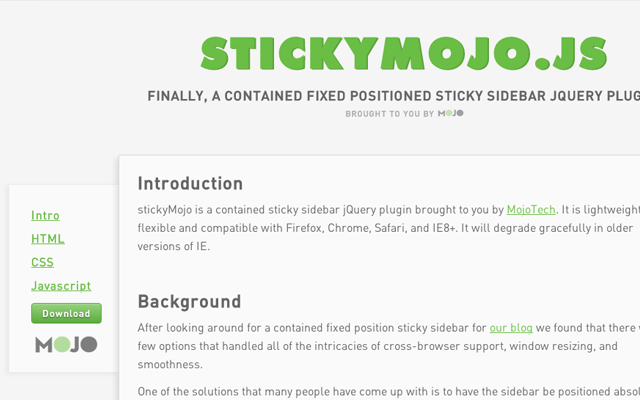 STICKYMOJO.JS
FINALLY, A CONTAINED FIXED POSITIONED STICKY SIDEBAR JQUERY PLUG
BROUGHT TO YOU BY MOJO
Intro
HTML
CSS
Javascript
Download
MOJO
Introduction
stickyMojo is a contained sticky sidebar jQuery plugin brought to you by MojoTech. It is lightweight
flexible and compatible with Firefox, Chrome, Safari, and IE8+. It will degrade gracefully in older
versions of IE.
Background
After looking around for a contained fixed position sticky sidebar for our blog we found that there
few options that handled all of the intricacies of cross-browser support, window resizing, and
smoothness.
One of the solutions that many people have come up with is to have the sidebar be positioned absol